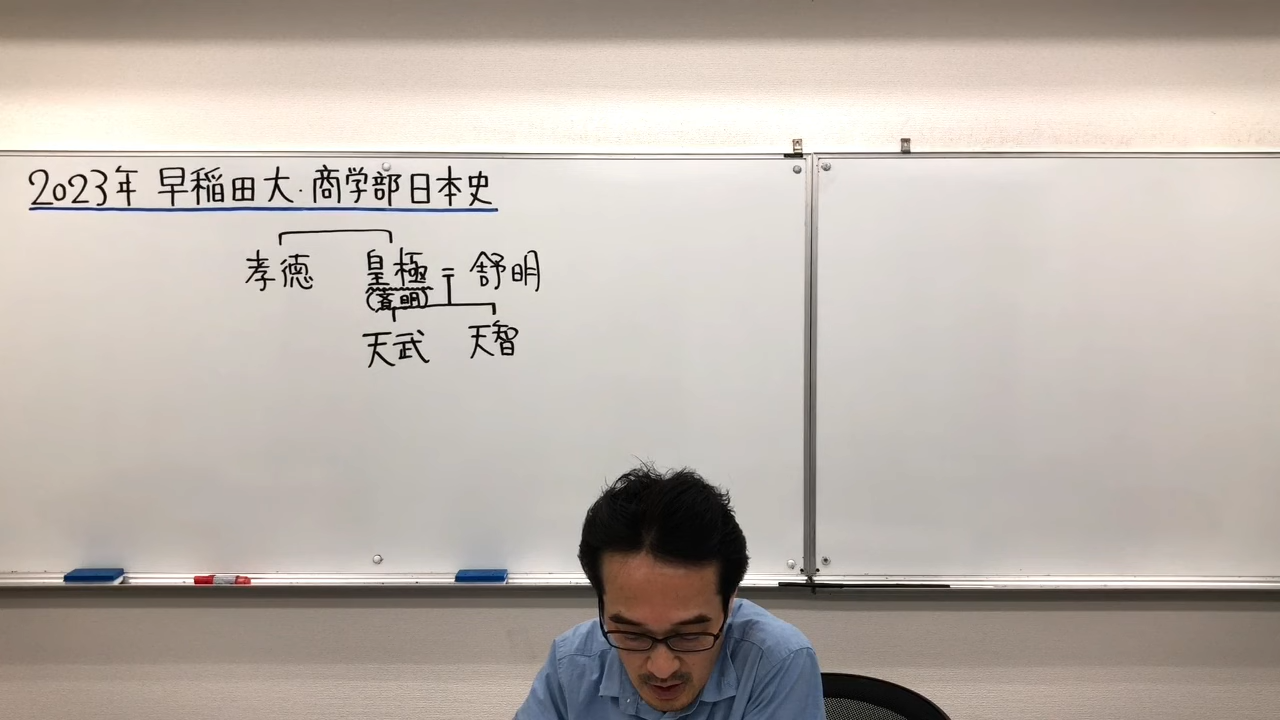 2023年 早稲田大・商学部日本史
孝徳 皇極 = 舒明
(斉明)
天武 天智